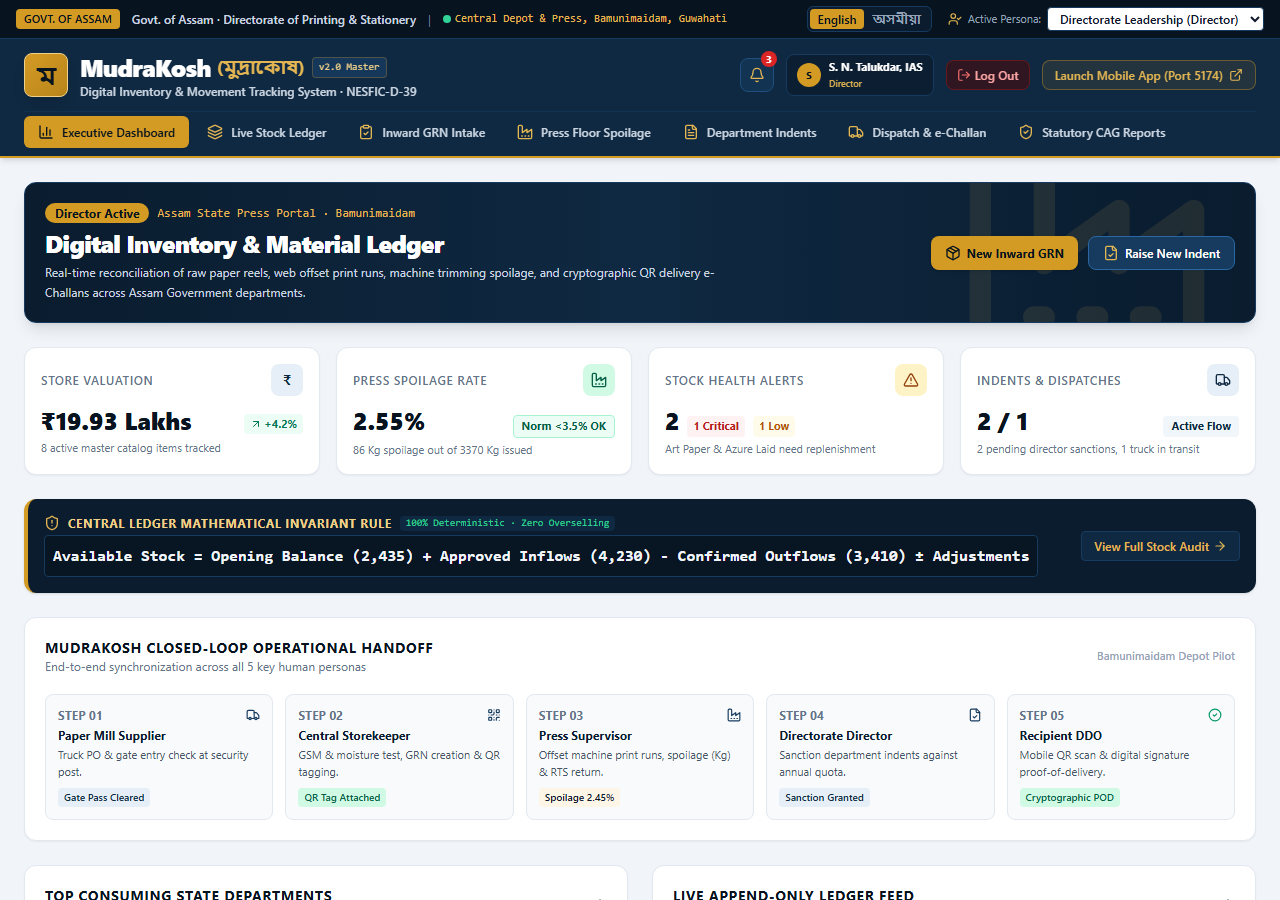 GOVT. OF ASSAM
Govt. of Assam · Directorate of Printing & Stationery | Central Depot & Press, Bamunimaidam, Guwahati
English অসমীয়া
Active Persona: Directorate Leadership (Director)
ম
MudraKosh (মুদ্ৰাকোষ) v2.0 Master
Digital Inventory & Movement Tracking System · NESFIC-D-39
3
S
S. N. Talukdar, IAS
Director
Log Out
Launch Mobile App (Port 5174)
Executive Dashboard
Live Stock Ledger
Inward GRN Intake
Press Floor Spoilage
Department Indents
Dispatch & e-Challan
Statutory CAG Reports
Director Active Assam State Press Portal · Bamunimaidam
Digital Inventory & Material Ledger
Real-time reconciliation of raw paper reels, web offset print runs, machine trimming spoilage, and cryptographic QR delivery e-
Challans across Assam Government departments.
New Inward GRN
Raise New Indent
STORE VALUATION
₹
₹19.93 Lakhs
+4.2%
8 active master catalog items tracked
PRESS SPOILAGE RATE
2.55%
Norm <3.5% OK
86 Kg spoilage out of 3370 Kg issued
STOCK HEALTH ALERTS
2 1 Critical 1 Low
Art Paper & Azure Laid need replenishment
INDENTS & DISPATCHES
2 / 1
Active Flow
2 pending director sanctions, 1 truck in transit
CENTRAL LEDGER MATHEMATICAL INVARIANT RULE 100% Deterministic · Zero Overselling
Available Stock = Opening Balance (2,435) + Approved Inflows (4,230) - Confirmed Outflows (3,410) ± Adjustments
View Full Stock Audit →
MUDRAKOSH CLOSED-LOOP OPERATIONAL HANDOFF
End-to-end synchronization across all 5 key human personas
Bamunimaidam Depot Pilot
STEP 01
Paper Mill Supplier
Truck PO & gate entry check at security
post.
Gate Pass Cleared
STEP 02
Central Storekeeper
GSM & moisture test, GRN creation & QR
tagging.
QR Tag Attached
STEP 03
Press Supervisor
Offset machine print runs, spoilage (Kg)
& RTS return.
Spoilage 2.45%
STEP 04
Directorate Director
Sanction department indents against
annual quota.
Sanction Granted
STEP 05
Recipient DDO
Mobile QR scan & digital signature
proof-of-delivery.
Cryptographic POD
TOP CONSUMING STATE DEPARTMENTS
LIVE APPEND-ONLY LEDGER FEED